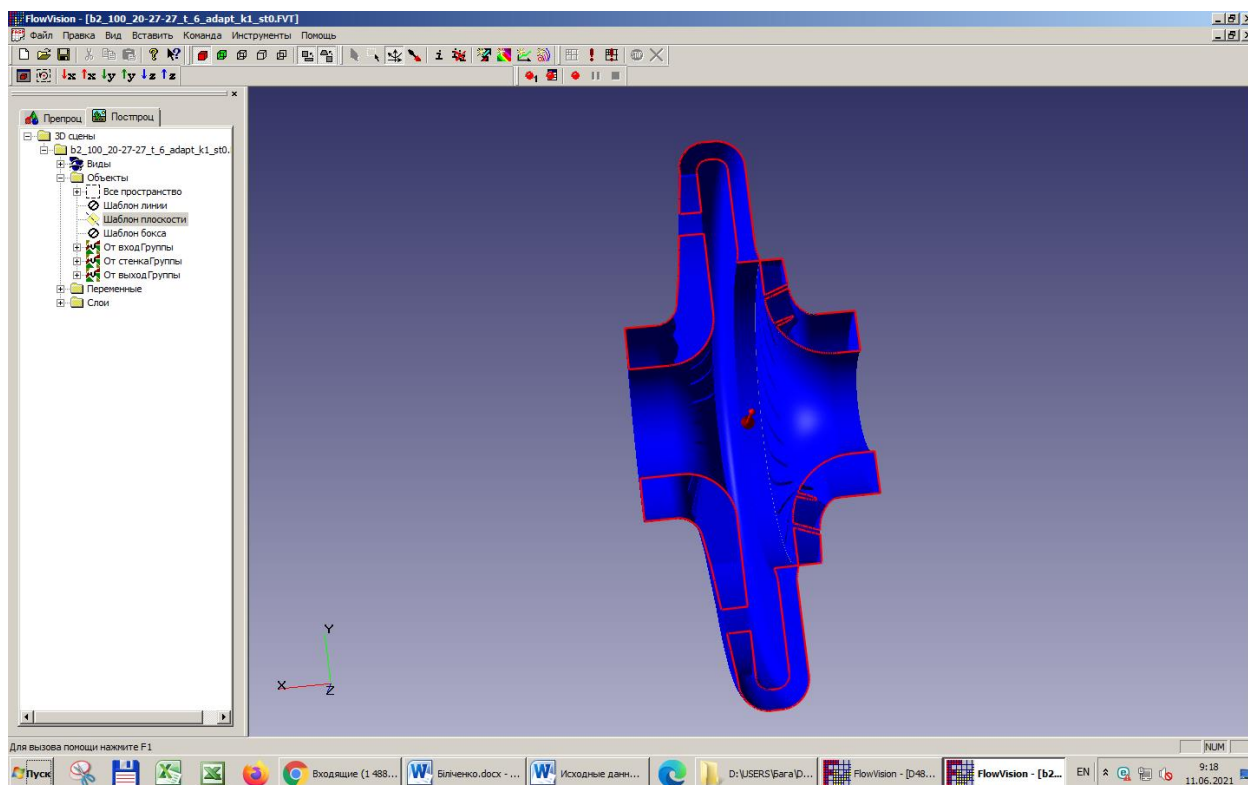 FlowVision - [b2_100_20-27-27_t_6_adapt_k1_st0.FVT]
Файл Правка Вид Вставить Команда Инструменты Помощь
↓x ↑x ↓y ↑y ↓z ↑z
Препроц Постпроц
3D сцены
b2_100_20-27-27_t_6_adapt_k1_st0.
Виды
Объекты
Все пространство
Шаблон линии
Шаблон плоскости
Шаблон бокса
От входГруппы
От стенкаГруппы
От выходГруппы
Переменные
Слои
Y
X
Z
Для вызова помощи нажмите F1
NUM
Пуск
Входящие (1 488...
Біліченко.docx - ...
Исходные данн...
D:\USERS\Бага\D...
FlowVision - [D48...
FlowVision - [b2...
EN
9:18
11.06.2021